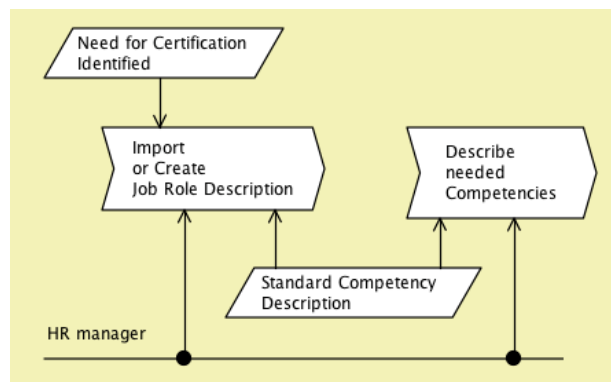 Need for Certification
Identified
Import
or Create
Job Role Description
Describe
needed
Competencies
Standard Competency
Description
HR manager